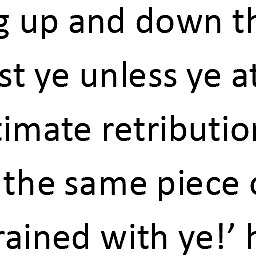 g up and down th
st ye unless ye at
timate retribution
the same piece o
rained with ye!’ h